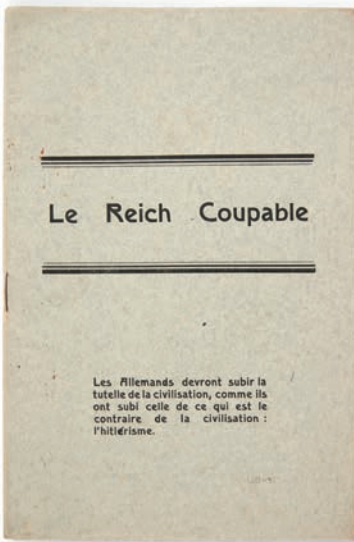 Le Reich Coupable
Les Allemands devront subir la
tutelle de la civilisation, comme ils
ont subi celle de ce qui est le
contraire de la civilisation :
l'hitlérisme.